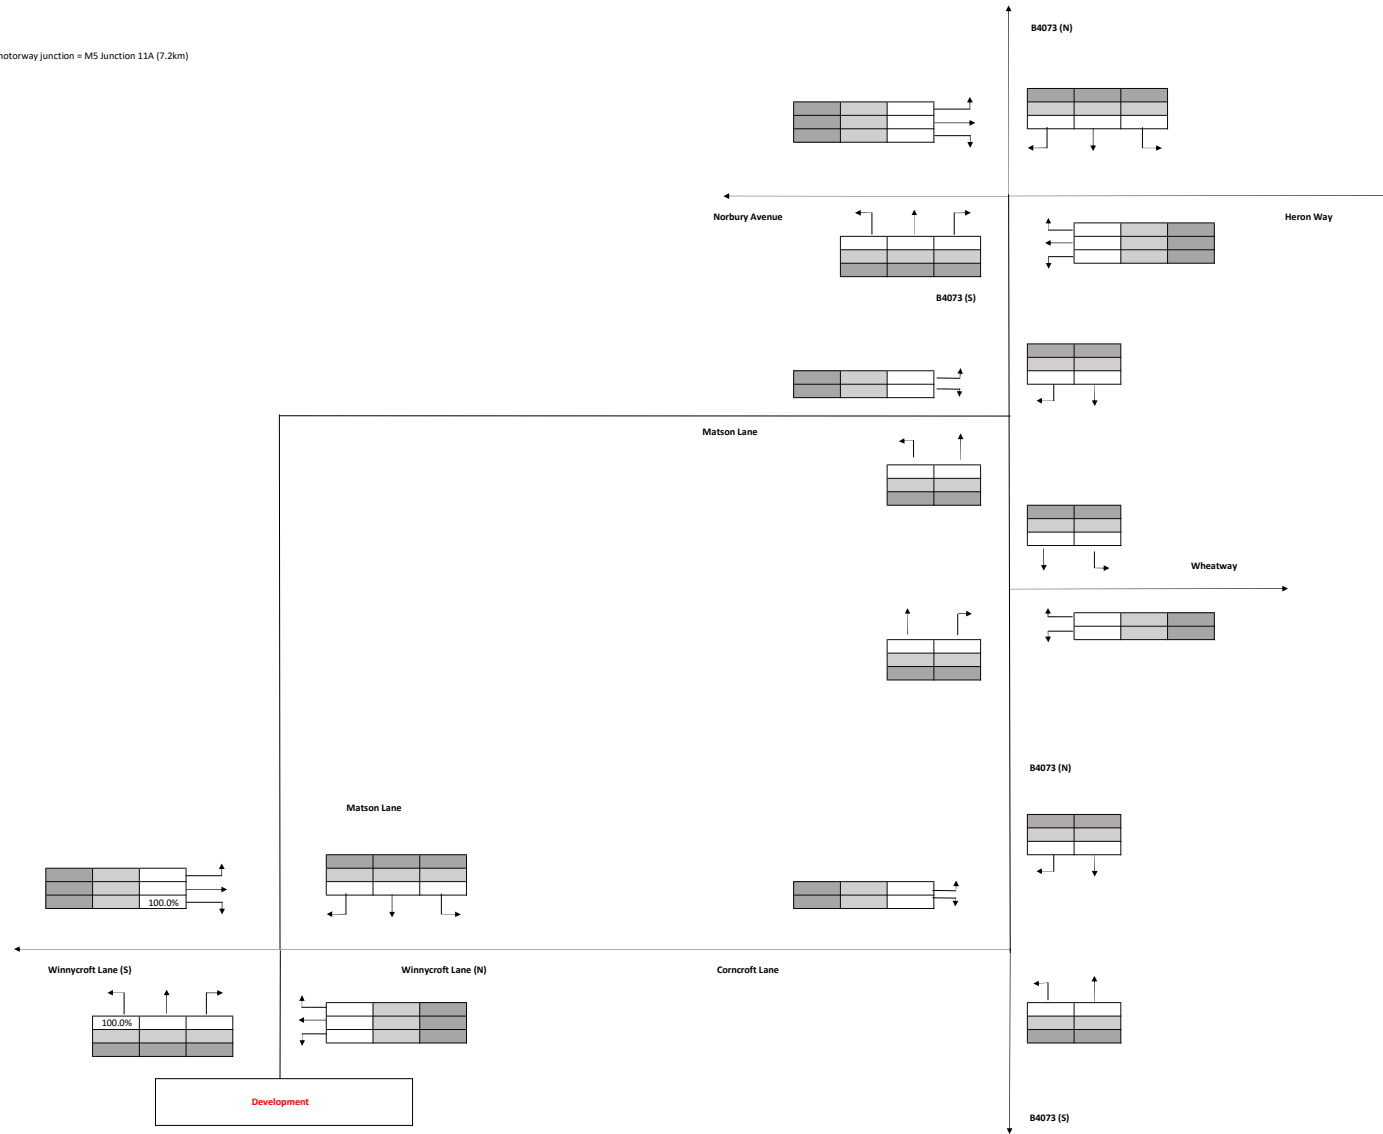 B4073 (N)
motorway junction = M5 Junction 11A (7.2km)
Norbury Avenue
Heron Way
B4073 (S)
Matson Lane
Wheatway
B4073 (N)
Matson Lane
100.0%
Winnycroft Lane (S)
Winnycroft Lane (N)
Corncroft Lane
100.0%
Development
B4073 (S)